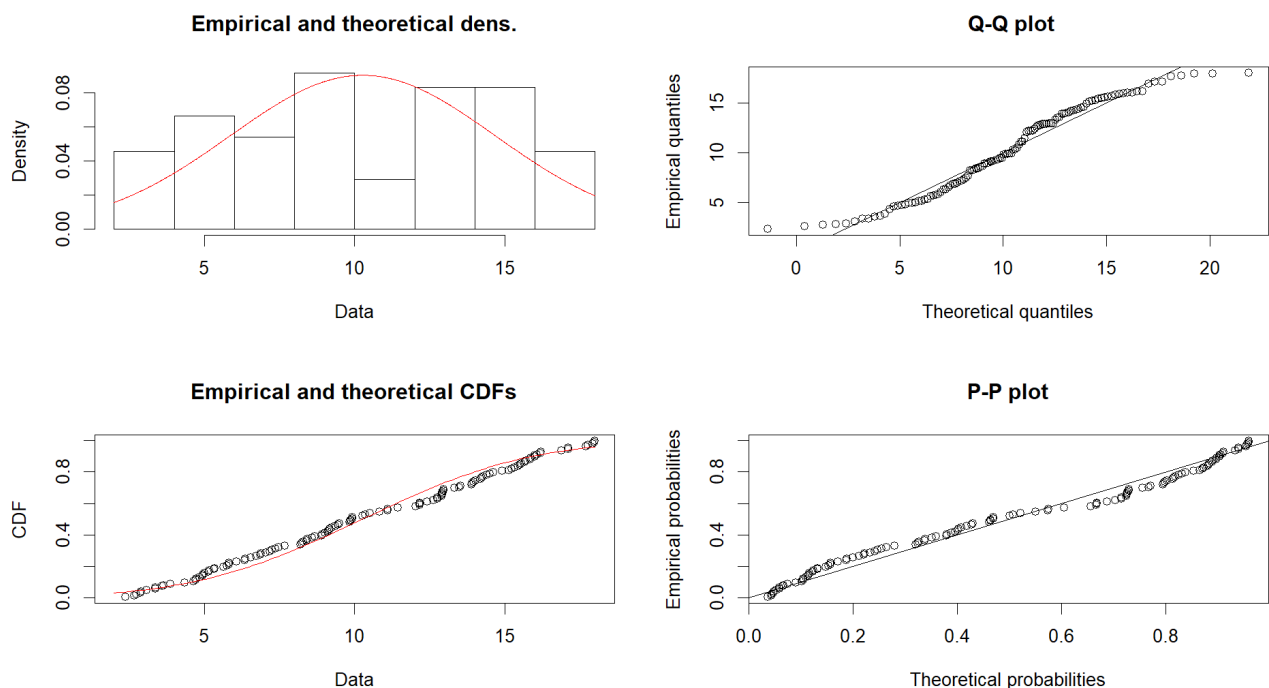 Empirical and theoretical dens.
Density
0.00 0.04 0.08
5 10 15
Data
Q-Q plot
Empirical quantiles
5 10 15
0 5 10 15 20
Theoretical quantiles
Empirical and theoretical CDFs
CDF
0.0 0.4 0.8
5 10 15
Data
P-P plot
Empirical probabilities
0.0 0.4 0.8
0.0 0.2 0.4 0.6 0.8
Theoretical probabilities